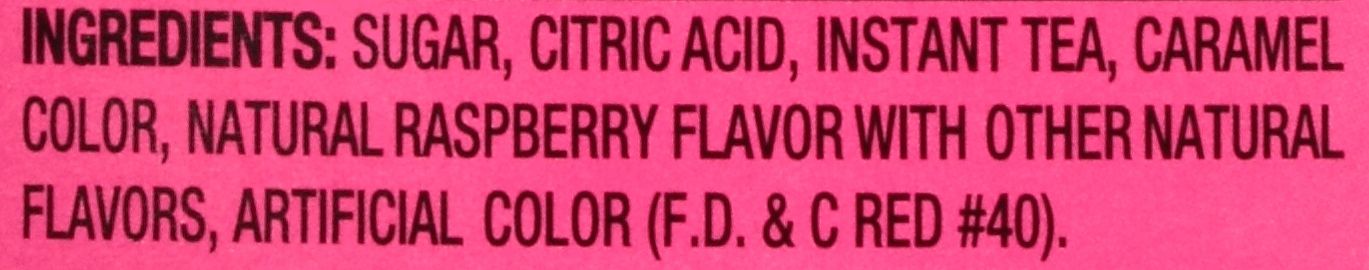 INGREDIENTS: SUGAR, CITRIC ACID, INSTANT TEA, CARAMEL
COLOR, NATURAL RASPBERRY FLAVOR WITH OTHER NATURAL
FLAVORS, ARTIFICIAL COLOR (F.D. & C RED #40).